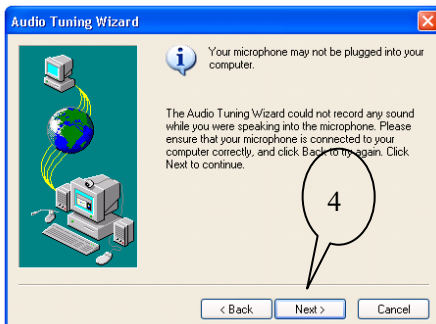 Audio Tuning Wizard
Your microphone may not be plugged into your
computer.
The Audio Tuning Wizard could not record any sound
while you were speaking into the microphone. Please
ensure that your microphone is connected to your
computer correctly, and click Back to try again. Click
Next to continue.
4
< Back
Next >
Cancel